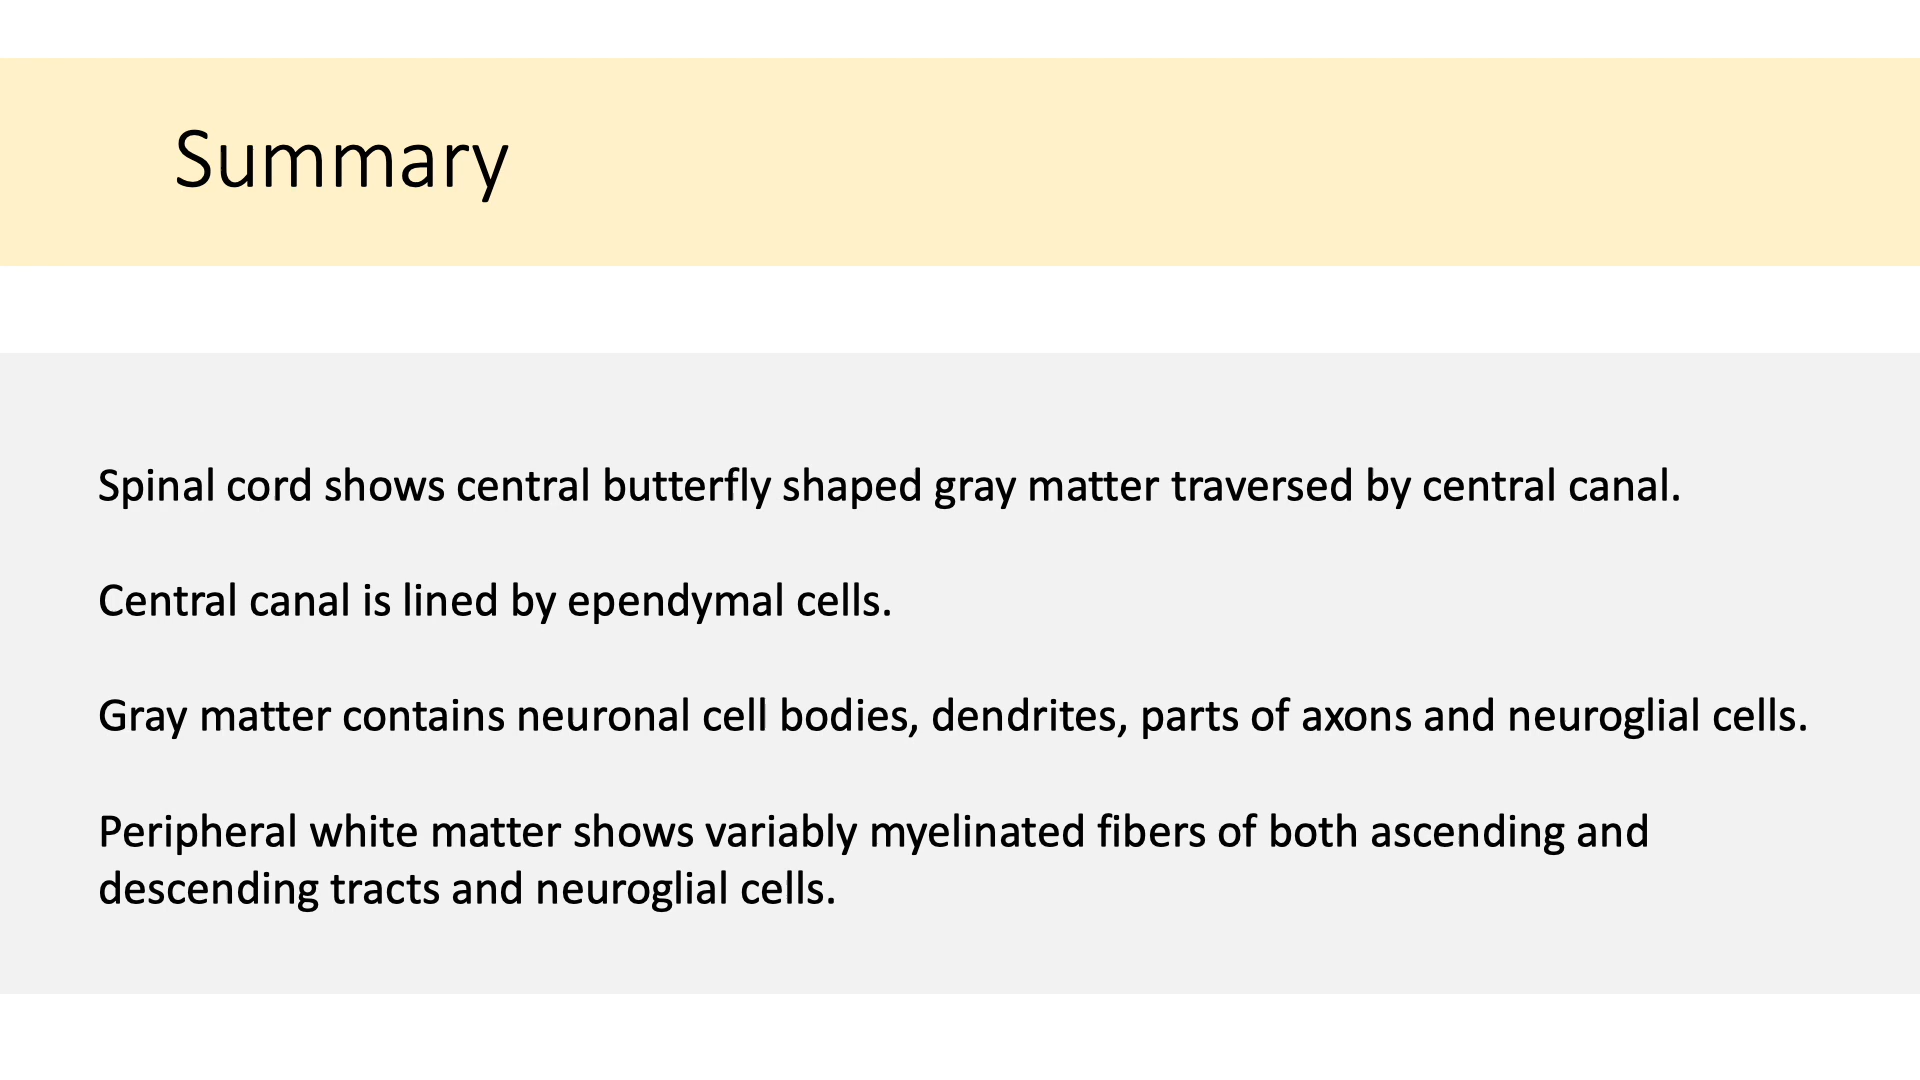 Summary
Spinal cord shows central butterfly shaped gray matter traversed by central canal.
Central canal is lined by ependymal cells.
Gray matter contains neuronal cell bodies, dendrites, parts of axons and neuroglial cells.
Peripheral white matter shows variably myelinated fibers of both ascending and
descending tracts and neuroglial cells.